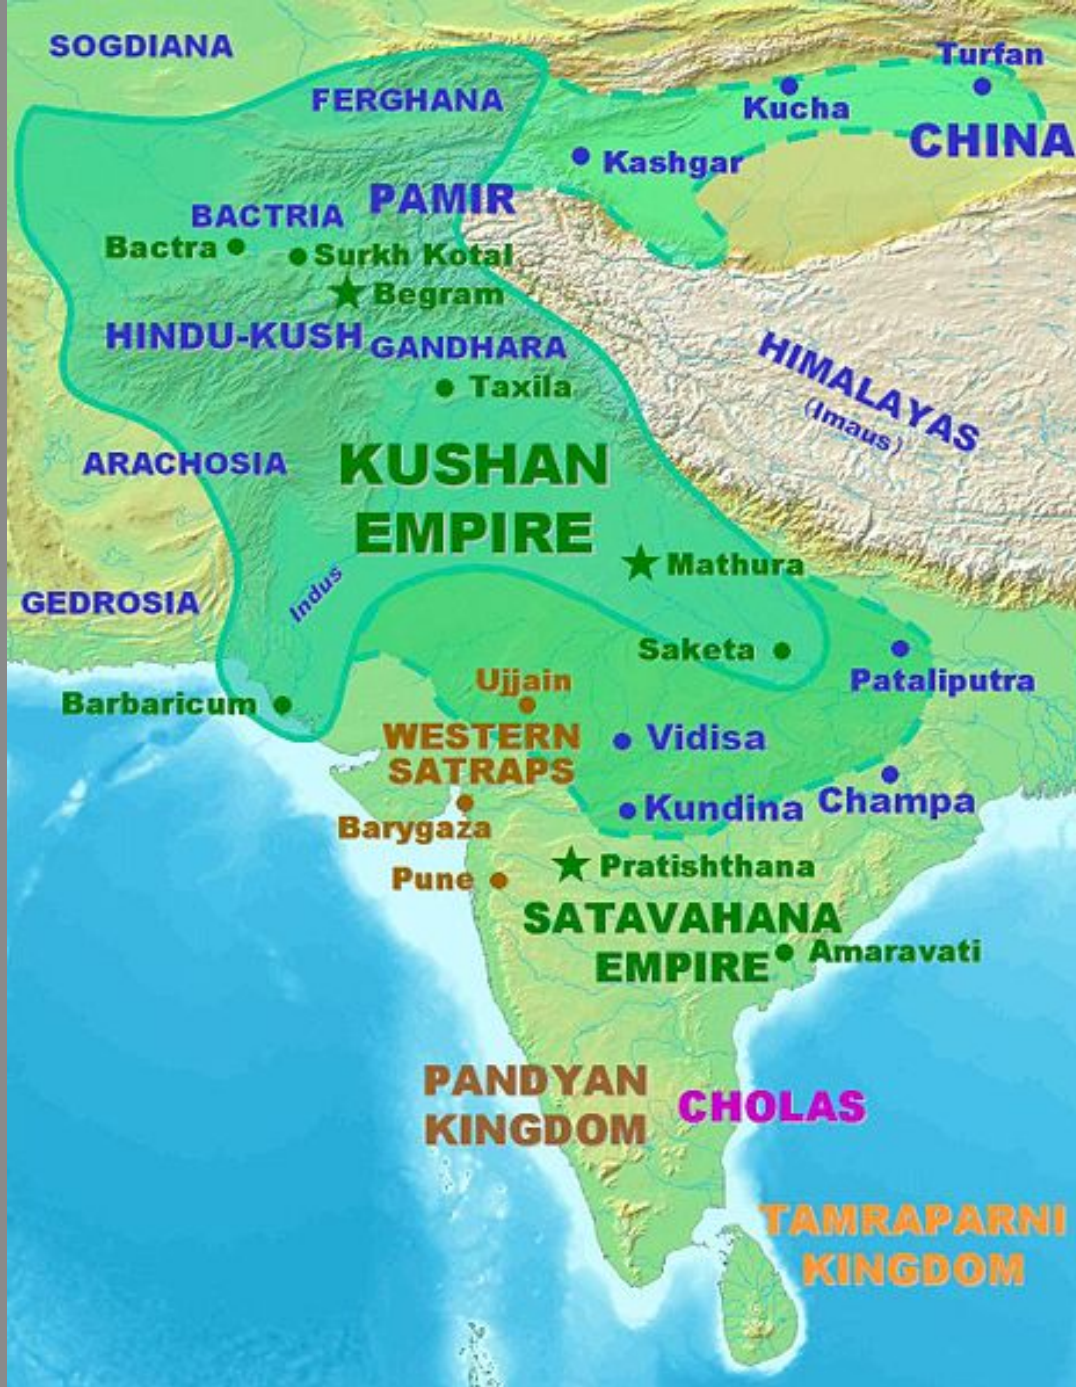 SOGDIANA
Turfan
FERGHANA
Kucha
CHINA
Kashgar
PAMIR
BACTRIA
Bactra
Surkh Kotal
Begram
HINDU-KUSH
GANDHARA
HIMALAYAS
(Imaus)
Taxila
ARACHOSIA
KUSHAN
EMPIRE
Mathura
Indus
GEDROSIA
Saketa
Pataliputra
Ujjain
Barbaricum
WESTERN
SATRAPS
Vidisa
Kundina
Champa
Barygaza
Pratishthana
Pune
SATAVAHANA
EMPIRE
Amaravati
PANDYAN
KINGDOM
CHOLAS
TAMRAPARNI
KINGDOM